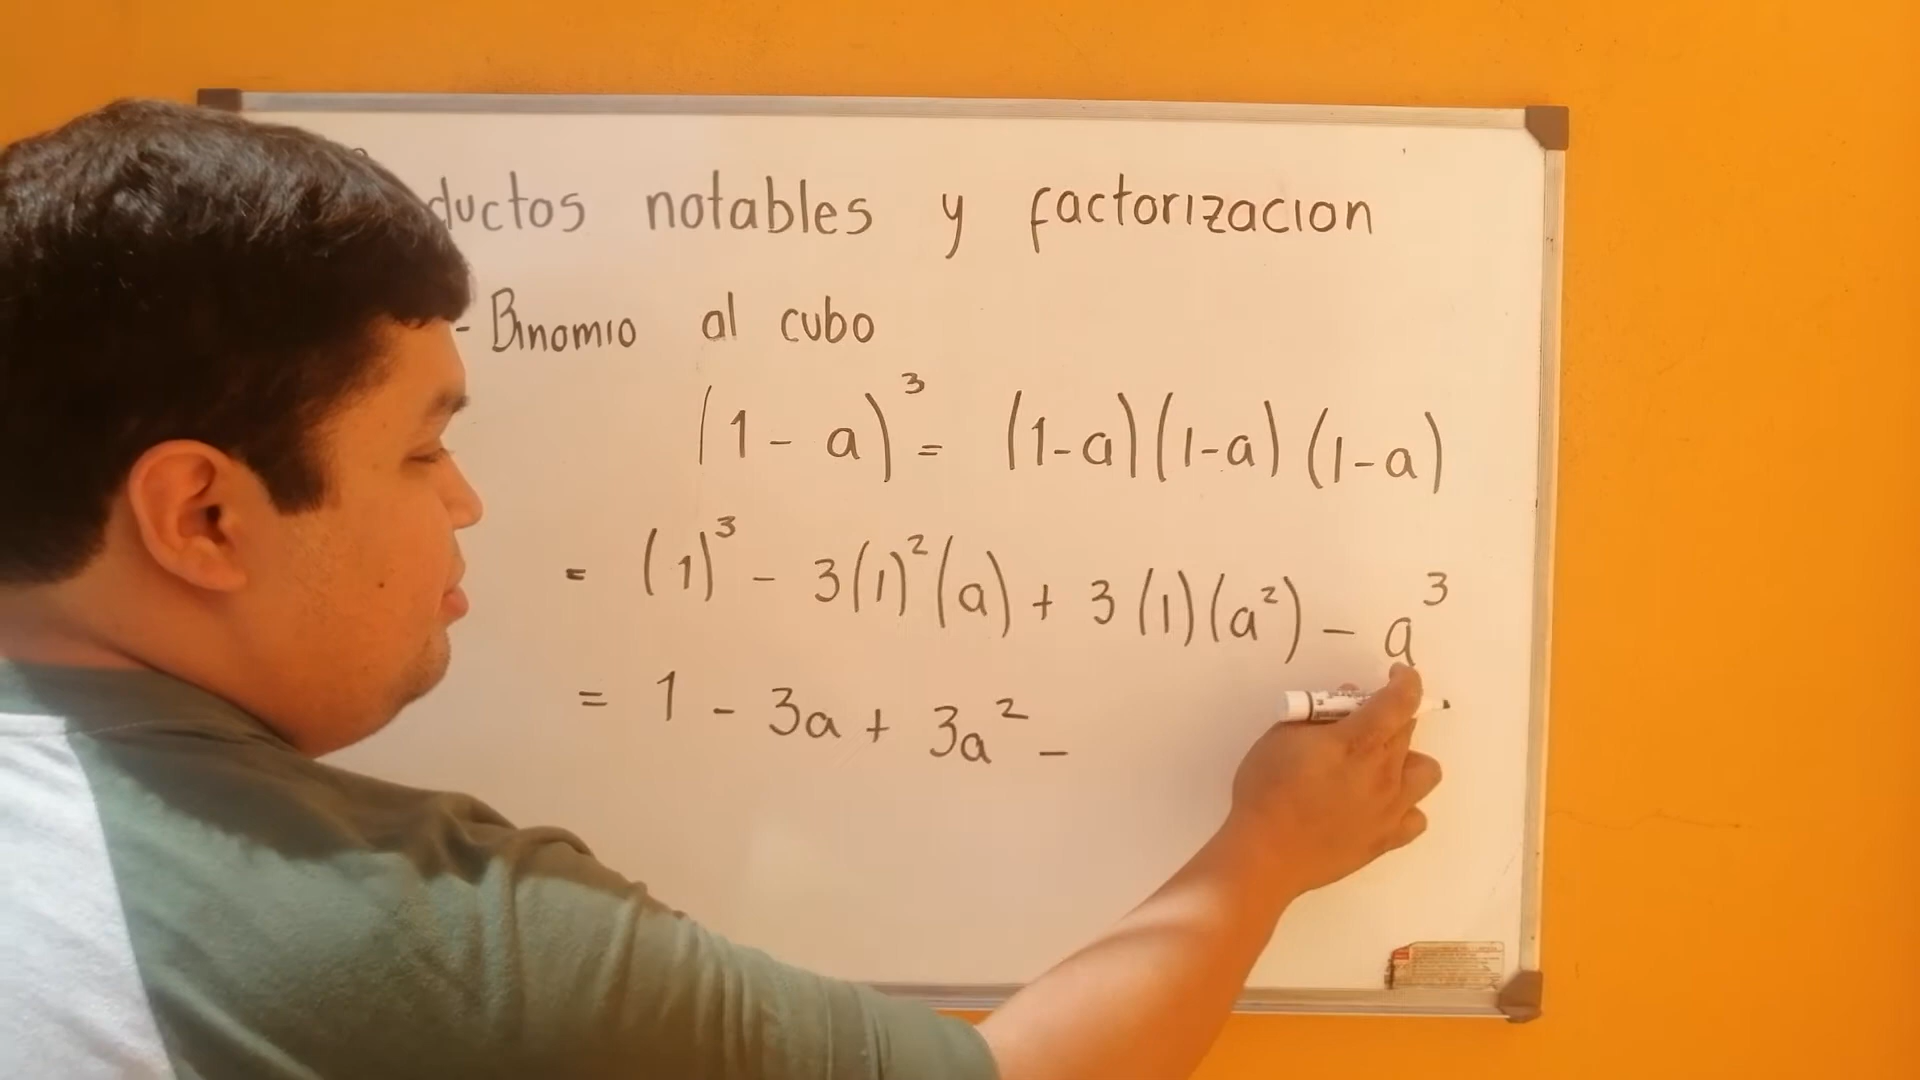 notables y factorizacion
- Binomio al cubo
(1 - a)³ = (1-a)(1-a)(1-a)
= (1)³ - 3(1)²(a) + 3(1)(a²) - a³
= 1 - 3a + 3a² -